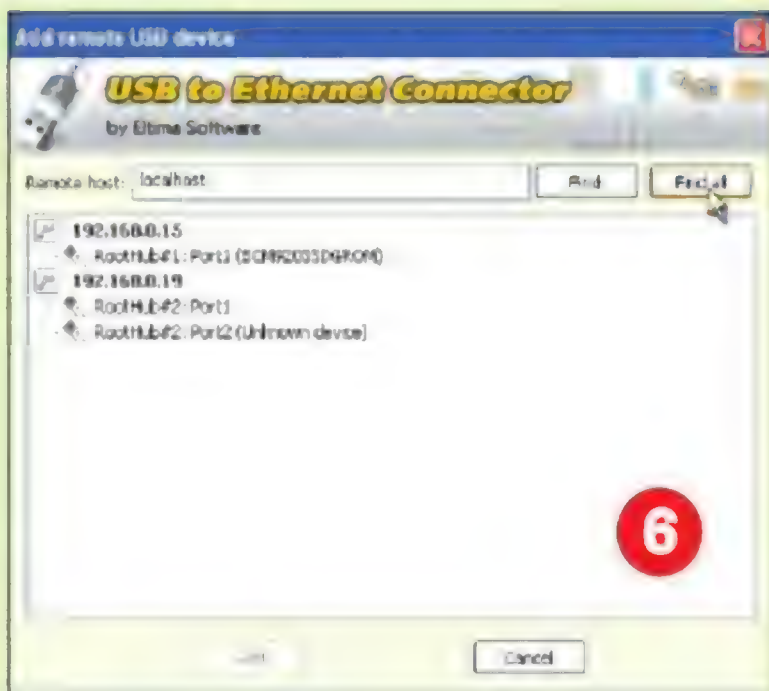 Add remote USB device
USB to Ethernet Connector
by Eltima Software
Remote host: localhost Find Find all
192.168.0.15
RootHub#1: Port1
192.168.0.19
RootHub#2: Port1
RootHub#2: Port2 (Unknown device)
6
Cancel